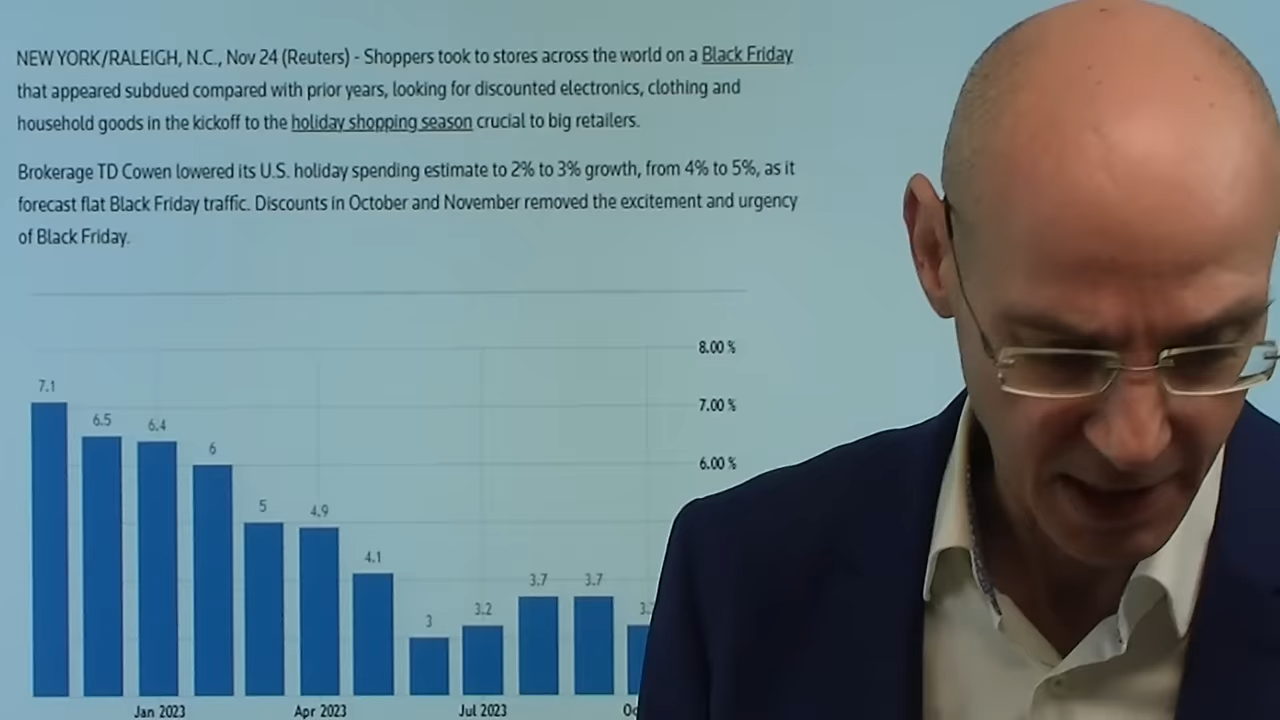 NEW YORK/RALEIGH, N.C., Nov 24 (Reuters) - Shoppers took to stores across the world on a Black Friday
that appeared subdued compared with prior years, looking for discounted electronics, clothing and
household goods in the kickoff to the holiday shopping season crucial to big retailers.
Brokerage TD Cowen lowered its U.S. holiday spending estimate to 2% to 3% growth, from 4% to 5%, as it
forecast flat Black Friday traffic. Discounts in October and November removed the excitement and urgency
of Black Friday.
8.00 %
7.1
7.00 %
6.5
6.4
6
6.00 %
5
4.9
4.1
3.7 3.7
3
3.2
Jan 2023 Apr 2023 Jul 2023